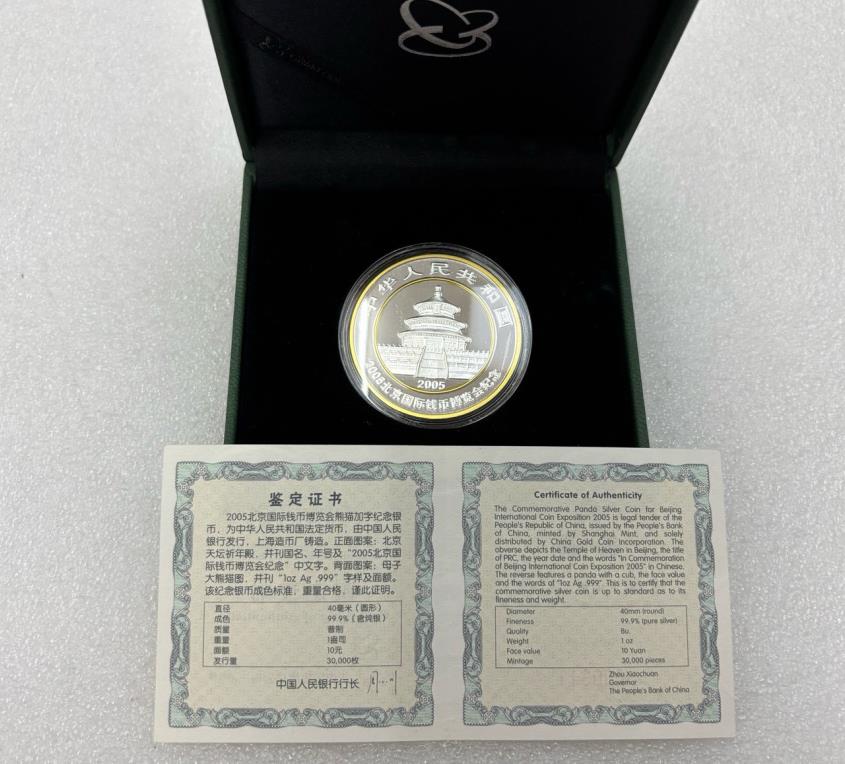 中华人民共和国
2005
2005北京国际钱币博览会纪念
鉴定证书
2005北京国际钱币博览会熊猫加字纪念银
币，为中华人民共和国法定货币，由中国人民
银行发行，上海造币厂铸造。正面图案：北京
天坛祈年殿，并刊国名、年号及“2005北京国
际钱币博览会纪念”中文字。背面图案：母子
大熊猫图，并刊“1oz Ag .999”字样及面额。
该纪念银币成色标准，重量合格，谨此证明。
直径 40毫米（圆形）
成色 99.9%（含纯银）
质量 普制
重量 1盎司
面额 10元
发行量 30,000枚
中国人民银行行长
Certificate of Authenticity
The Commemorative Panda Silver Coin for Beijing
International Coin Exposition 2005 is legal tender of the
People's Republic of China, issued by the People's Bank
of China, minted by Shanghai Mint, and solely
distributed by China Gold Coin Incorporation. The
obverse depicts the Temple of Heaven in Beijing, the title
of PRC, the year date and the words "In Commemoration
of Beijing International Coin Exposition 2005" in Chinese.
The reverse features a panda with a cub, the face value
and the words of "1oz Ag .999". This is to certify that the
commemorative silver coin is up to standard as to its
fineness and weight.
Diameter 40mm (round)
Fineness 99.9% (pure silver)
Quality Bu.
Weight 1 oz
Face value 10 Yuan
Mintage 30,000 pieces
Zhou Xiaochuan
Governor
The People's Bank of China